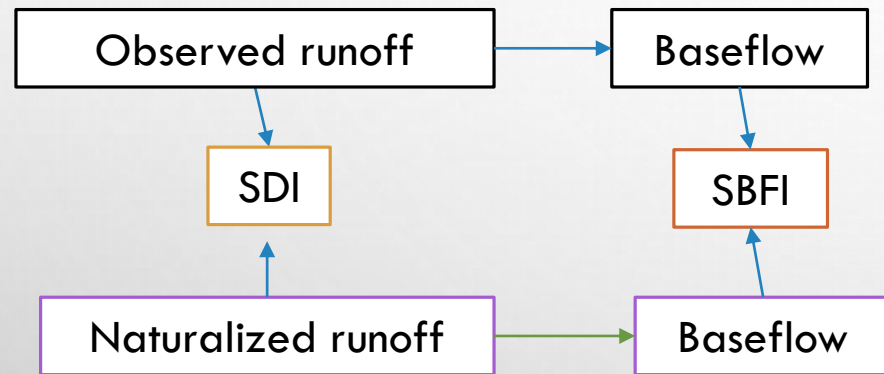 Observed runoff
Baseflow
SDI
SBFI
Naturalized runoff
Baseflow